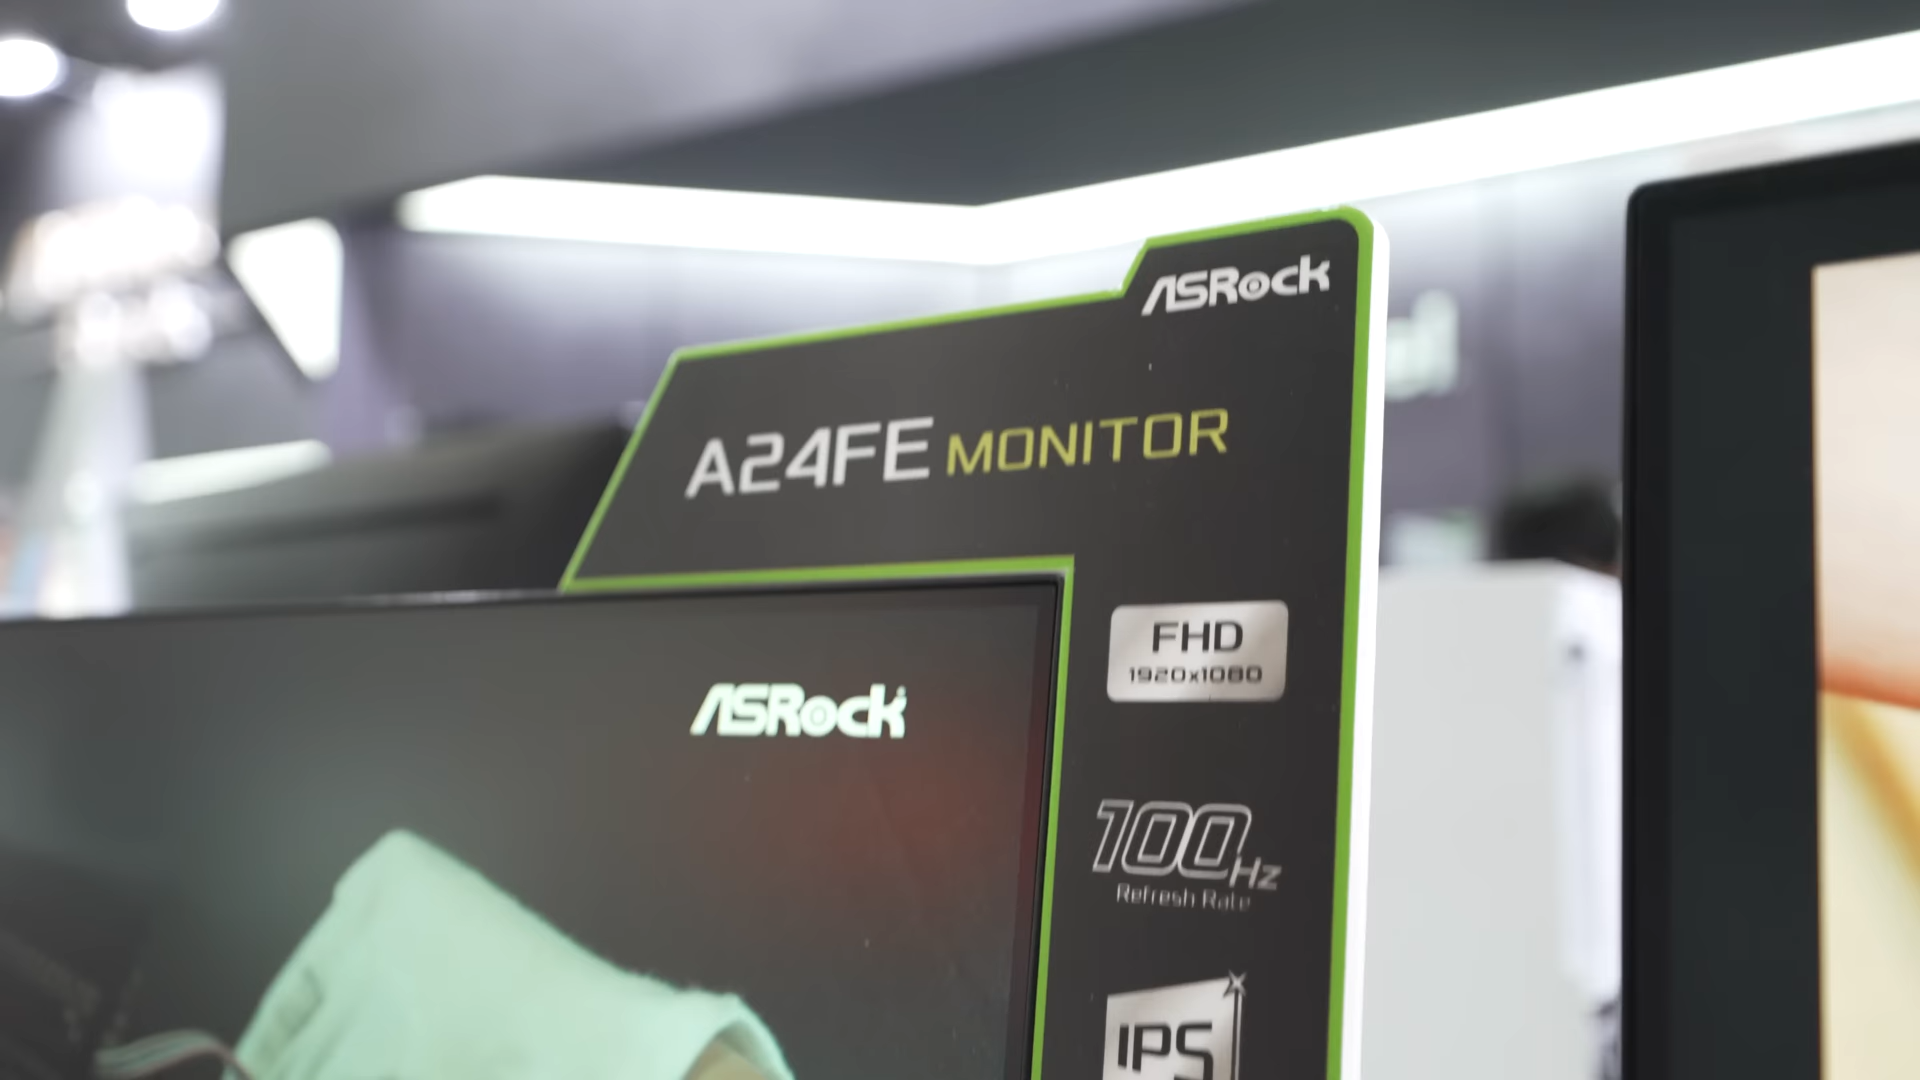 ASRock
A24FE MONITOR
FHD
1920x1080
ASRock
100Hz
Refresh Rate
IPS